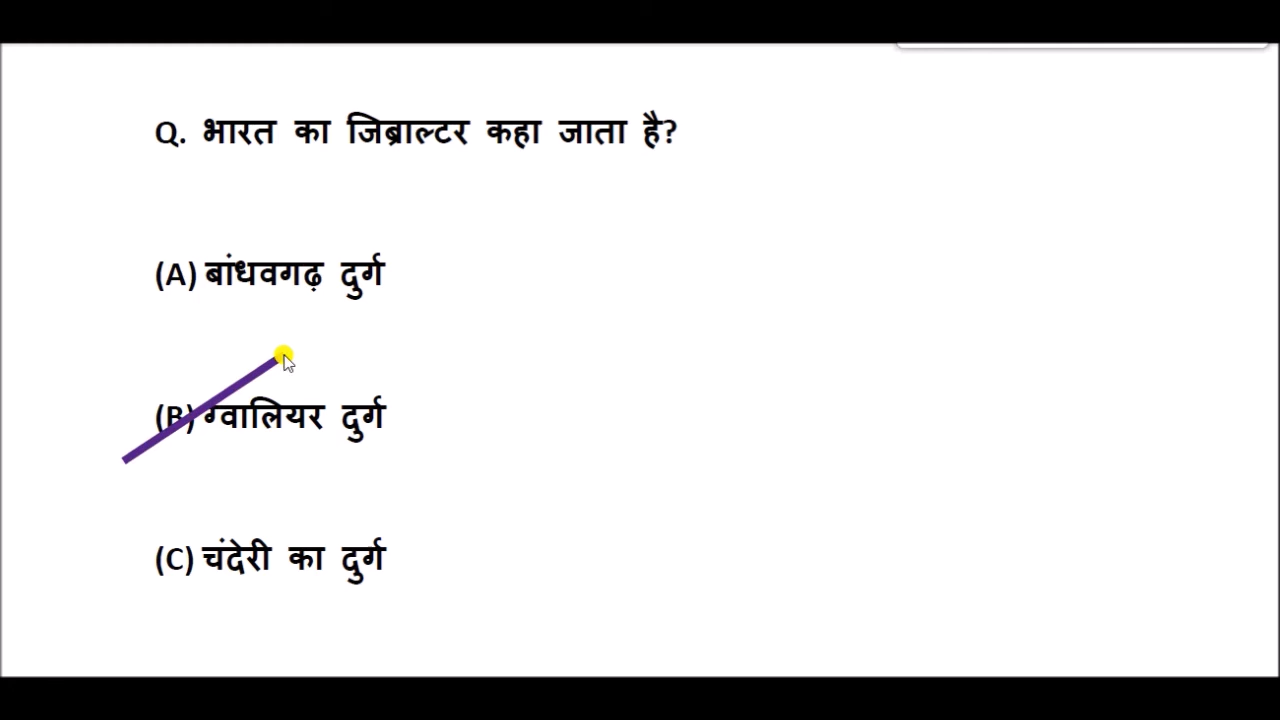 Q. भारत का जिब्राल्टर कहा जाता है?
(A) बांधवगढ़ दुर्ग
(B) ग्वालियर दुर्ग
(C) चंदेरी का दुर्ग